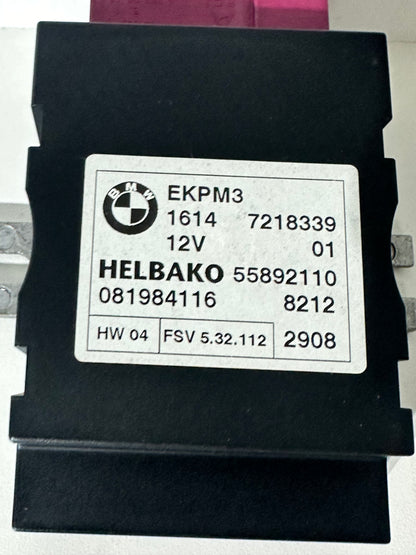 BMW
EKPM3
1614 7218339
12V 01
HELBAKO 55892110
081984116 8212
HW 04 FSV 5.32.112 2908